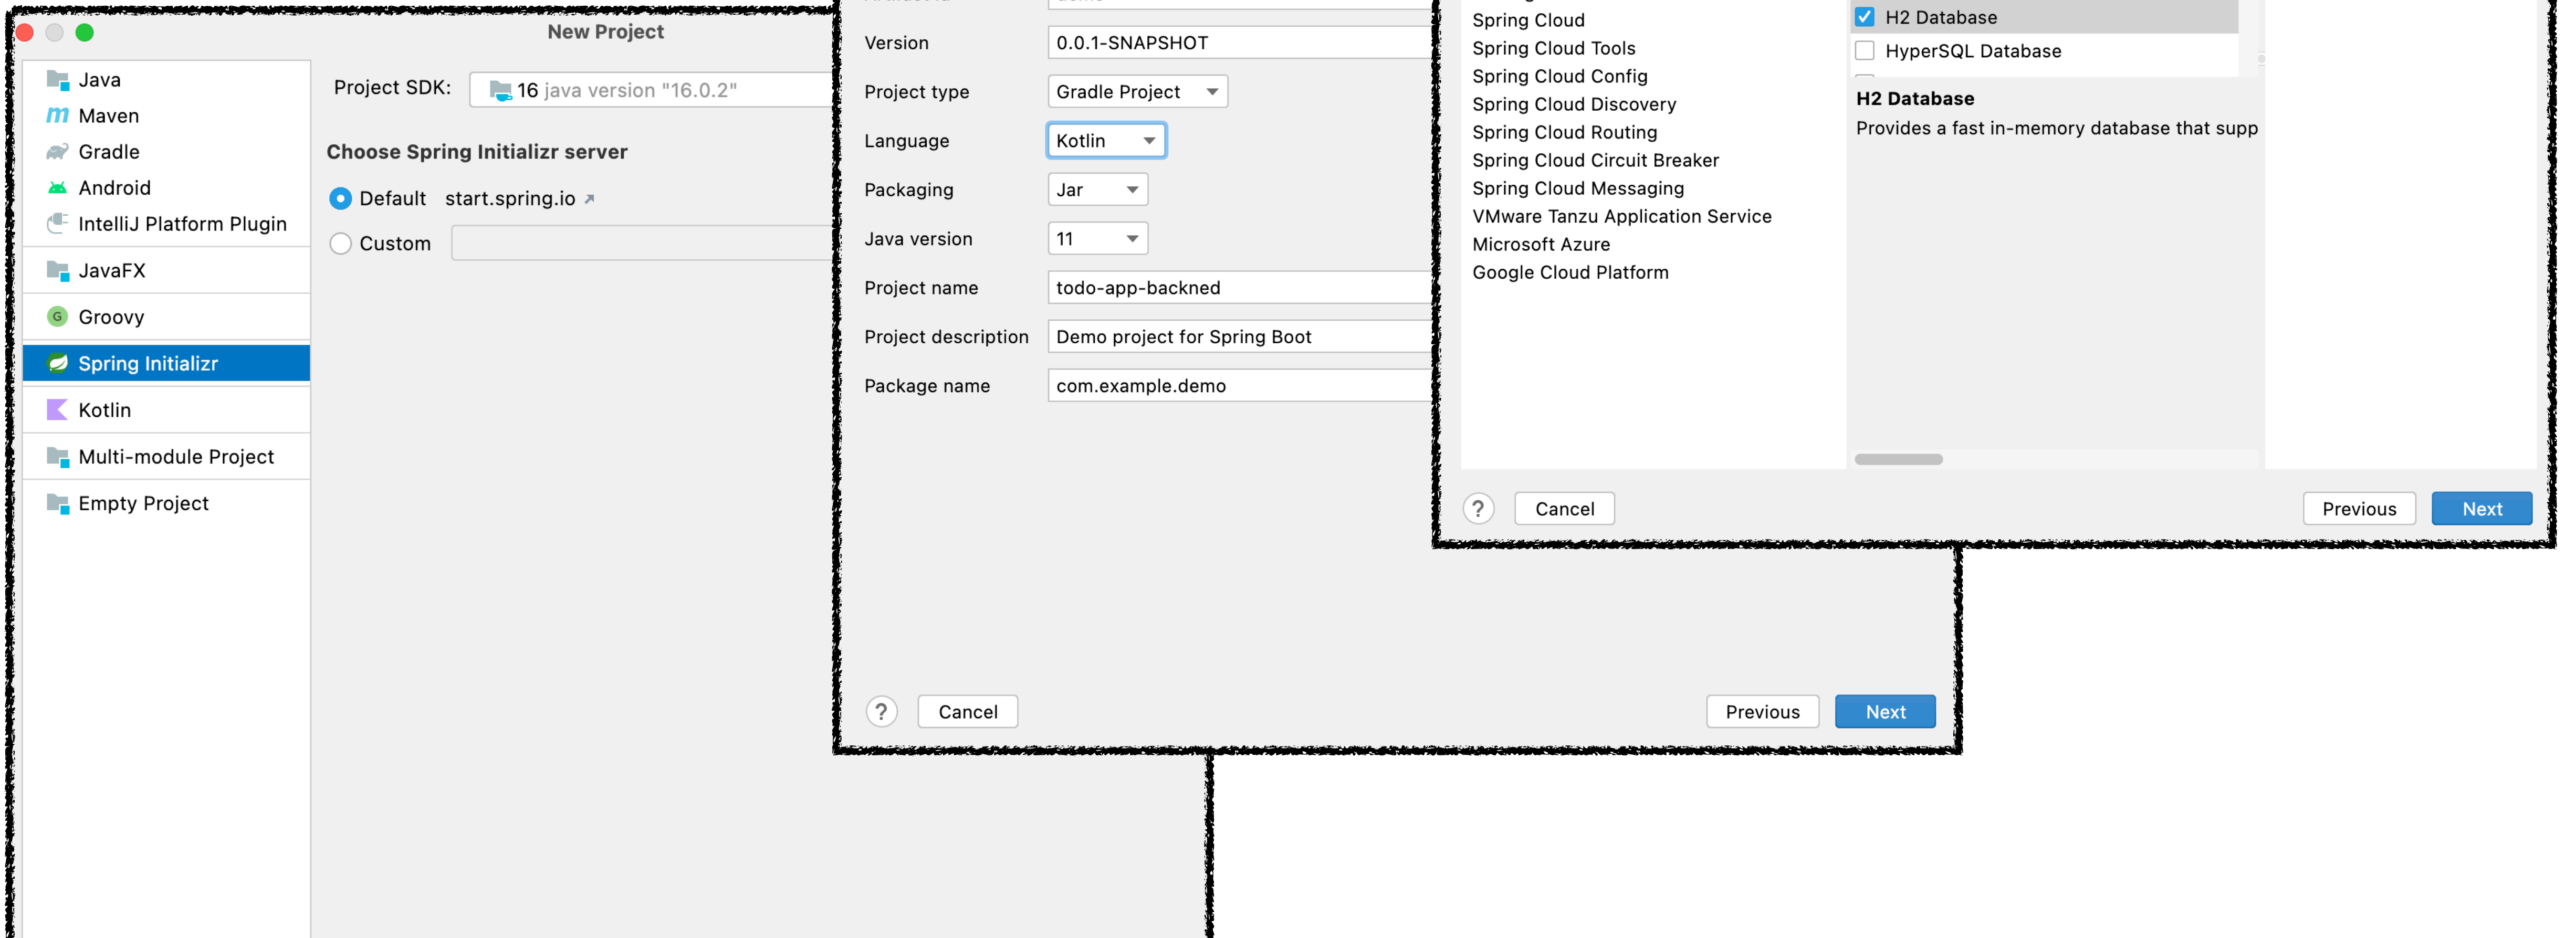 New Project
Java
Maven
Gradle
Android
IntelliJ Platform Plugin
JavaFX
Groovy
Spring Initializr
Kotlin
Multi-module Project
Empty Project
Project SDK: 16 java version "16.0.2"
Choose Spring Initializr server
Default start.spring.io
Custom
Version 0.0.1-SNAPSHOT
Project type Gradle Project
Language Kotlin
Packaging Jar
Java version 11
Project name todo-app-backned
Project description Demo project for Spring Boot
Package name com.example.demo
? Cancel Previous Next
Spring Cloud
Spring Cloud Tools
Spring Cloud Config
Spring Cloud Discovery
Spring Cloud Routing
Spring Cloud Circuit Breaker
Spring Cloud Messaging
VMware Tanzu Application Service
Microsoft Azure
Google Cloud Platform
H2 Database
HyperSQL Database
H2 Database
Provides a fast in-memory database that supp
? Cancel Previous Next